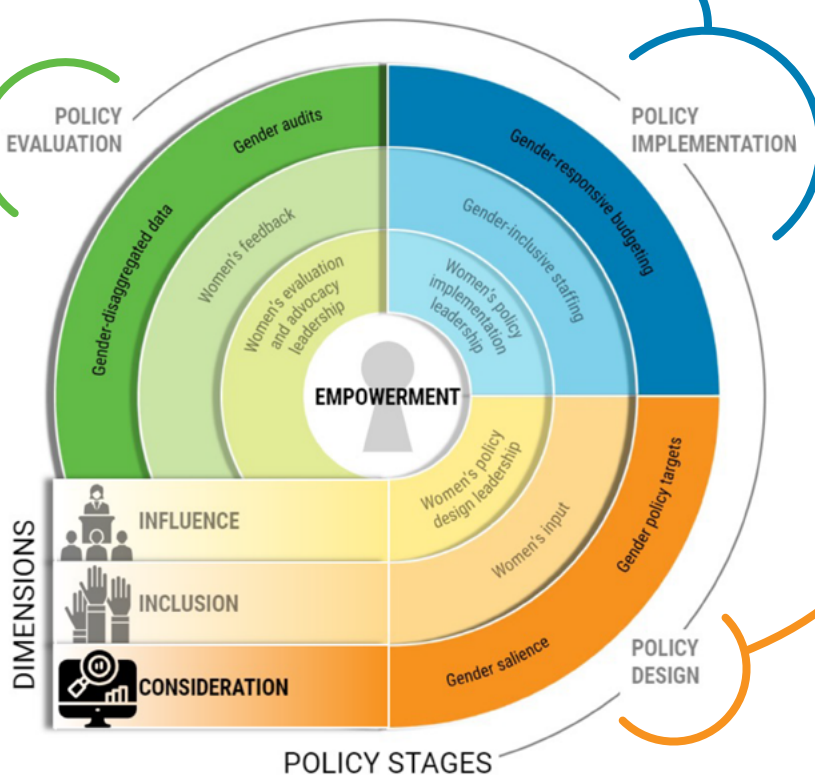 POLICY
EVALUATION
POLICY
IMPLEMENTATION
Gender audits
Gender-disaggregated data
Women's feedback
Women's evaluation
and advocacy
leadership
Gender-responsive budgeting
Gender-inclusive staffing
Women's policy
implementation
leadership
EMPOWERMENT
Women's policy
design leadership
Women's input
Gender policy targets
Gender salience
DIMENSIONS
INFLUENCE
INCLUSION
CONSIDERATION
POLICY
DESIGN
POLICY STAGES